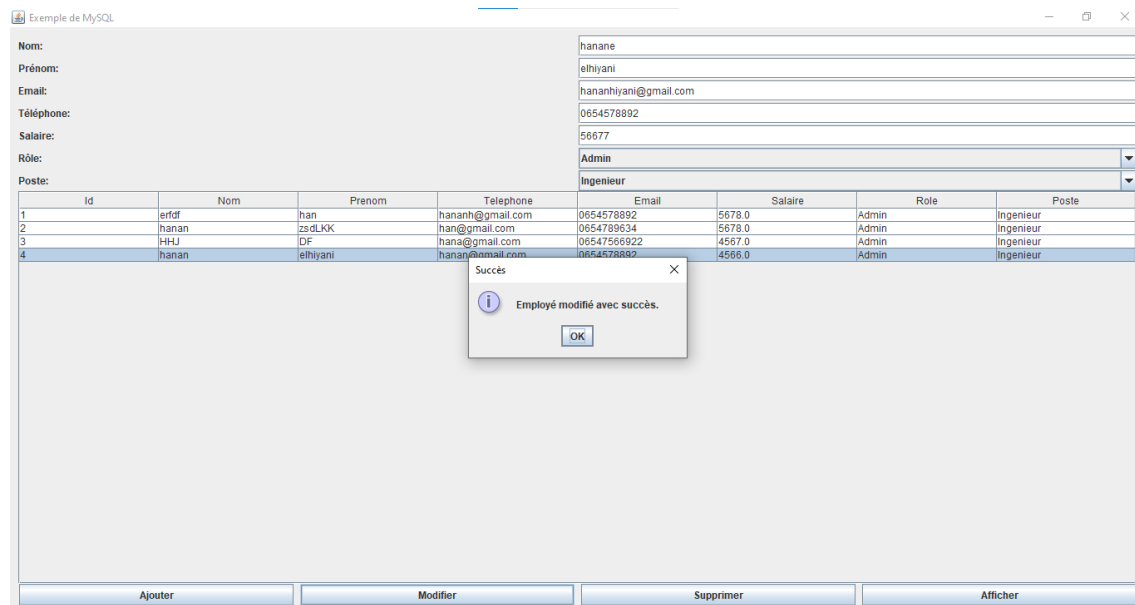 Exemple de MySQL
Nom: hanane
Prénom: elhiyani
Email: hananhiyani@gmail.com
Téléphone: 0654578892
Salaire: 56677
Rôle: Admin
Poste: Ingenieur
Id Nom Prenom Telephone Email Salaire Role Poste
1 erfdf han hananh@gmail.com 0654578892 5678.0 Admin Ingenieur
2 hanan zsdLKK han@gmail.com 0654789634 5678.0 Admin Ingenieur
3 HHJ DF hana@gmail.com 06547566922 4567.0 Admin Ingenieur
4 hanan elhiyani hanan@gmail.com 0654578892 4566.0 Admin Ingenieur
Succès
Employé modifié avec succès.
OK
Ajouter Modifier Supprimer Afficher